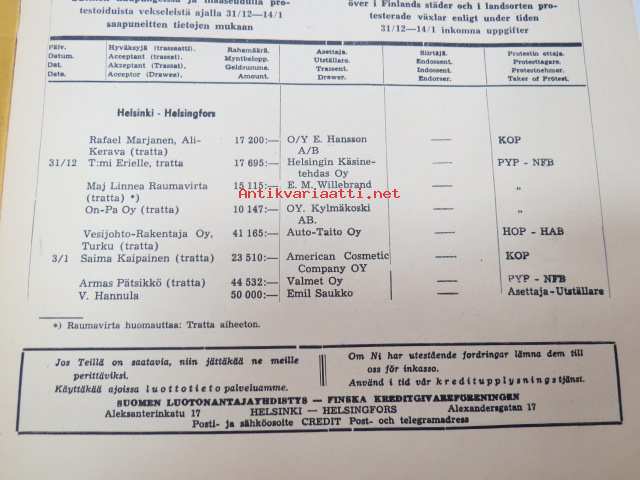 testoiduista vekseleistä ajalla 31/12—14/1
saapuneitten tietojen mukaan
över i Finlands städer och i landsorten pro-
testerade växlar enligt under tiden
31/12—14/1 inkomna uppgifter
Päiv. Hyväksyjä (trassaatti). Rahamäärä. Asettaja. Siirtäjä. Protestin ottaja.
Datum. Acceptant (trassat). Myntbelopp. Utställare. Endossent. Protesttagare.
Dat. Akzeptant (Trassat). Geldsumme. Trassent. Indossent. Protestnehmer.
Date. Acceptor (Drawee). Amount. Drawer. Endorser. Taker of Protest.
Helsinki - Helsingfors
Rafael Marjanen, Ali- 17 200:— O/Y E. Hansson — KOP
Kerava (tratta) A/B
31/12 T:mi Erielle, tratta 17 695:— Helsingin Käsine- — PYP - NFB
tehdas Oy
Maj Linnea Raumavirta 15 115:— E. M. Willebrand — „
(tratta) *)
Antikvariaatti.net
On-Pa Oy (tratta) 10 147:— OY. Kylmäkoski — „
AB.
Vesijohto-Rakentaja Oy, 41 165:— Auto-Taito Oy — HOP - HAB
Turku (tratta)
3/1 Saima Kaipainen (tratta) 23 510:— American Cosmetic — KOP
Company OY
Armas Pätsikkö (tratta) 44 532:— Valmet Oy — PYP - NFB
V. Hannula 50 000:— Emil Saukko — Asettaja-Utställare
*) Raumavirta huomauttaa: Tratta aiheeton.
Jos Teillä on saatavia, niin jättäkää ne meille
perittäviksi.
Käyttäkää ajoissa luottotietopalveluamme.
Om Ni har utestående fordringar lämna dem till
oss för inkasso.
Använd i tid vår kreditupplysningstjänst.
SUOMEN LUOTONANTAJAYHDISTYS — FINSKA KREDITGIVAREFÖRENINGEN
Aleksanterinkatu 17 HELSINKI — HELSINGFORS Alexandersgatan 17
Posti- ja sähköosoite CREDIT Post- och telegramadress